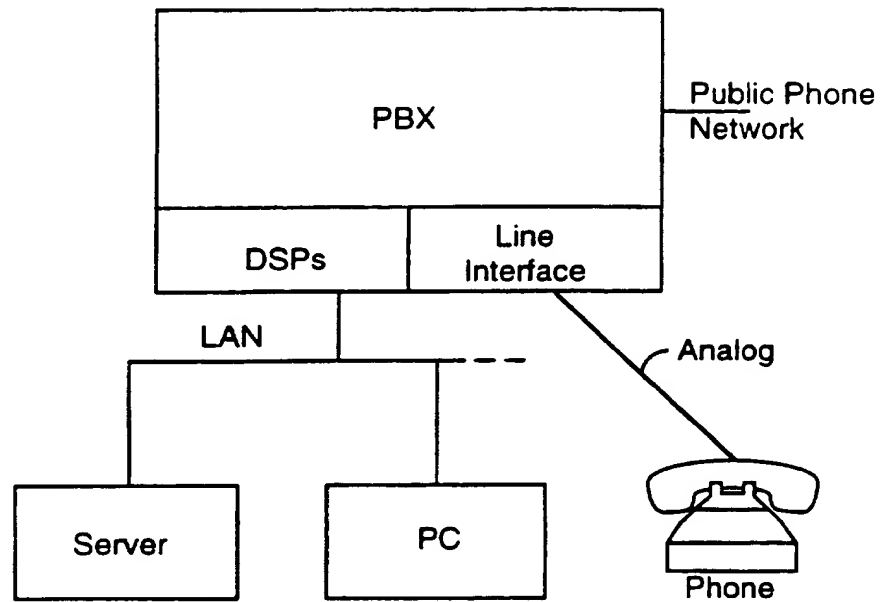 PBX
Public Phone
Network
DSPs
Line
Interface
LAN
Analog
Server
PC
Phone